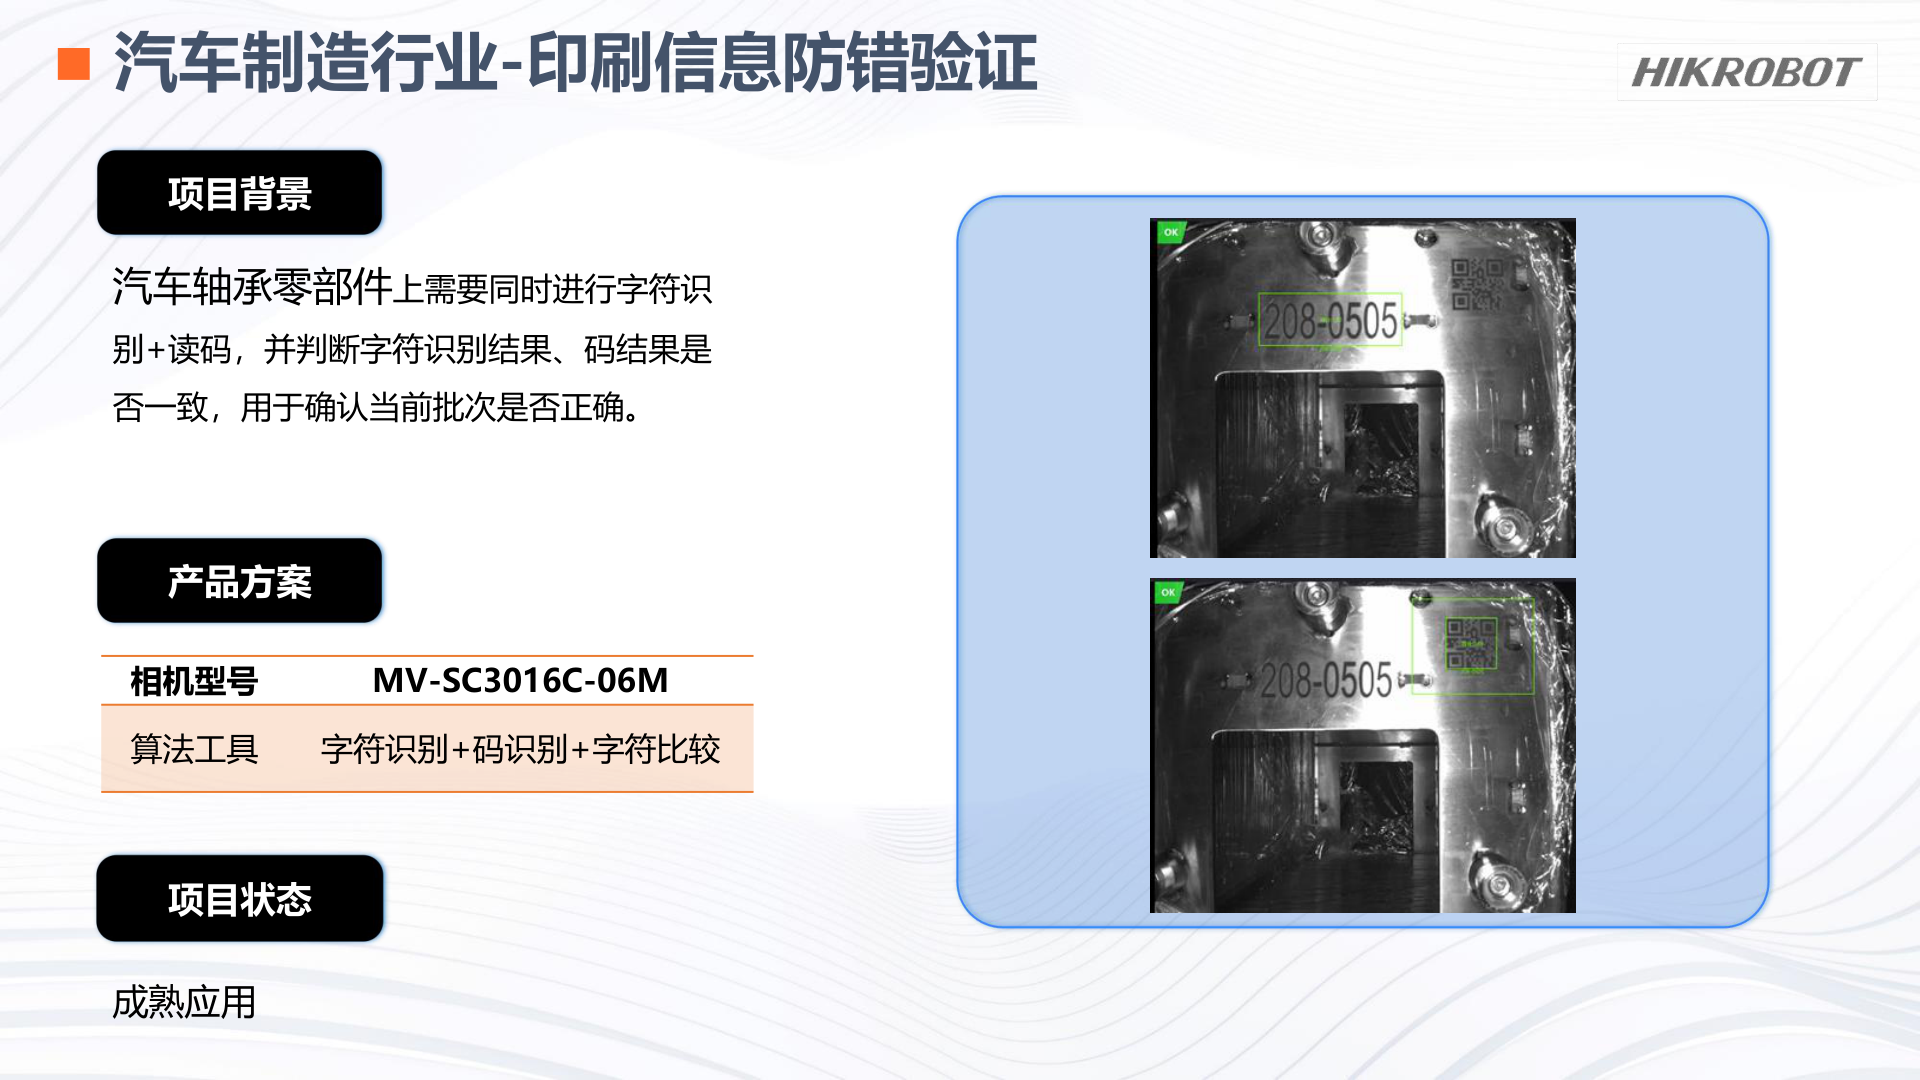 汽车制造行业-印刷信息防错验证
HIKROBOT
项目背景
汽车轴承零部件上需要同时进行字符识
别+读码，并判断字符识别结果、码结果是
否一致，用于确认当前批次是否正确。
产品方案
相机型号 MV-SC3016C-06M
算法工具 字符识别+码识别+字符比较
项目状态
成熟应用
OK
208-0505
OK
208-0505